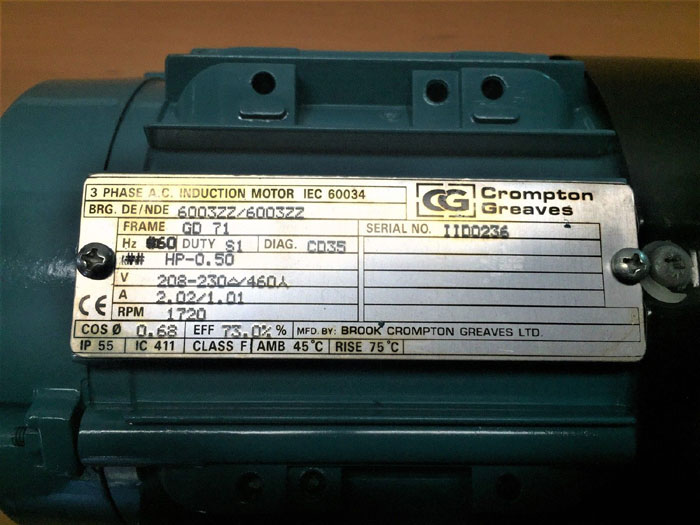 3 PHASE A.C. INDUCTION MOTOR IEC 60034
CG Crompton Greaves
BRG. DE/NDE 6003ZZ/6003ZZ
FRAME GD 71
SERIAL NO. IIDD236
Hz 60 DUTY S1 DIAG. CD35
HP-0.50
V 208-230△/460⅄
A 2.02/1.01
CE
RPM 1720
COS Ø 0.68 EFF 73.0% % MFD. BY: BROOK CROMPTON GREAVES LTD.
IP 55 IC 411 CLASS F AMB 45°C RISE 75°C